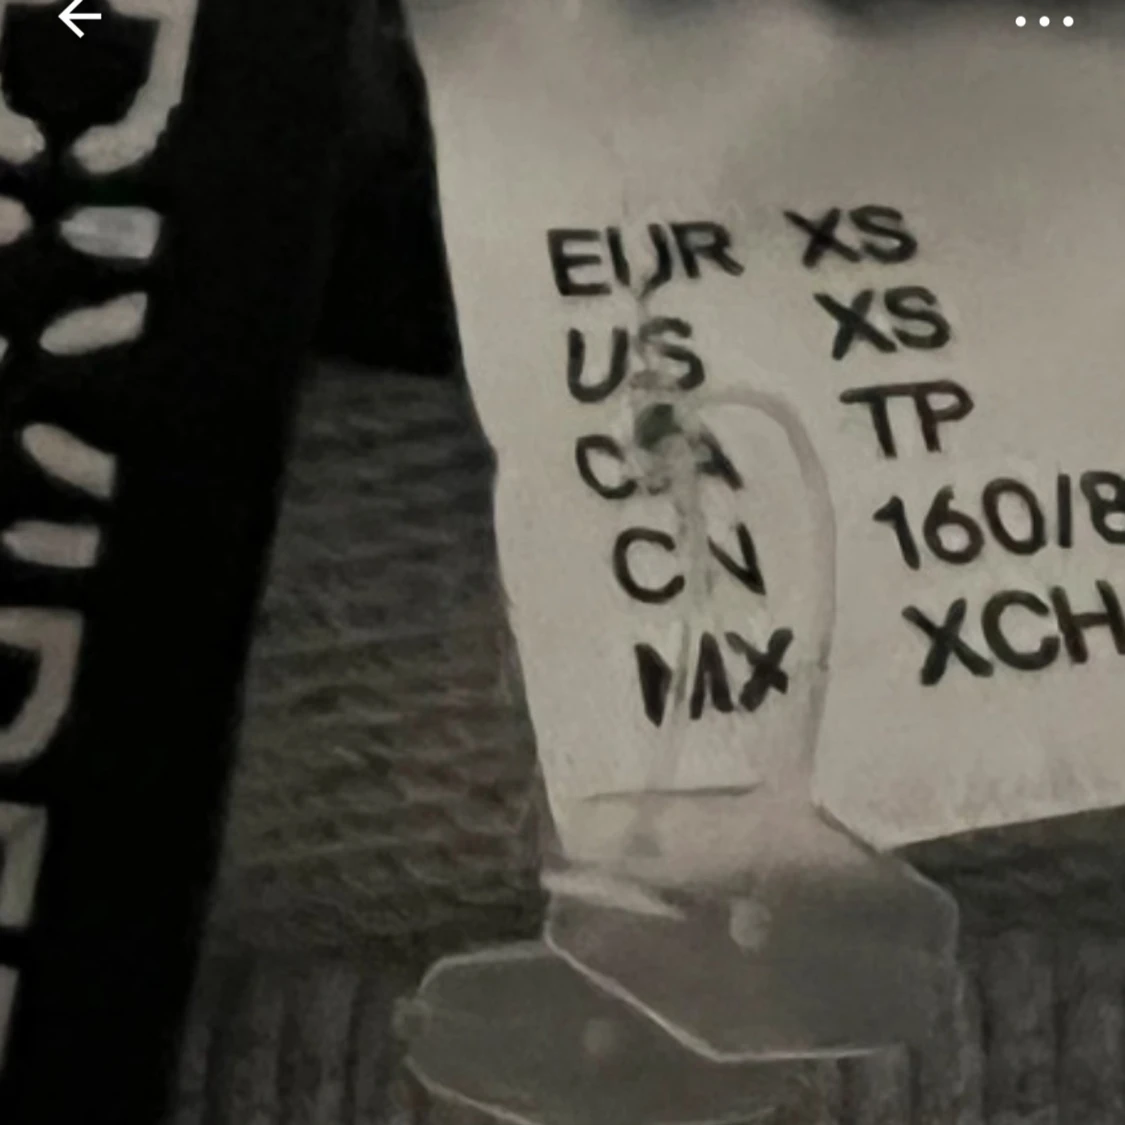 EUR XS
US XS
CA TP
CN 160/8
MX XCH